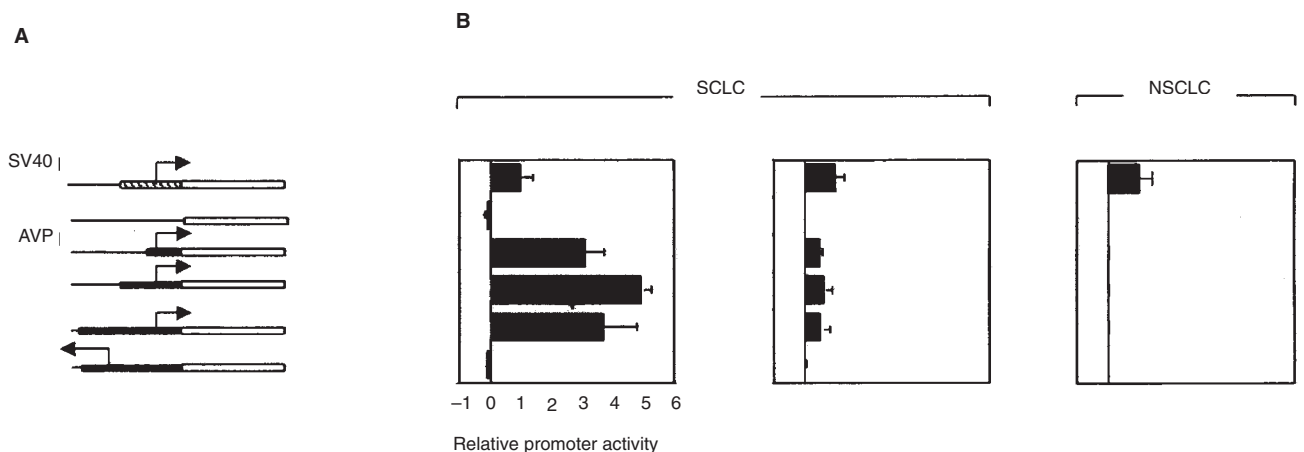 A
B
SCLC
NSCLC
SV40
AVP
–1 0 1 2 3 4 5 6
Relative promoter activity